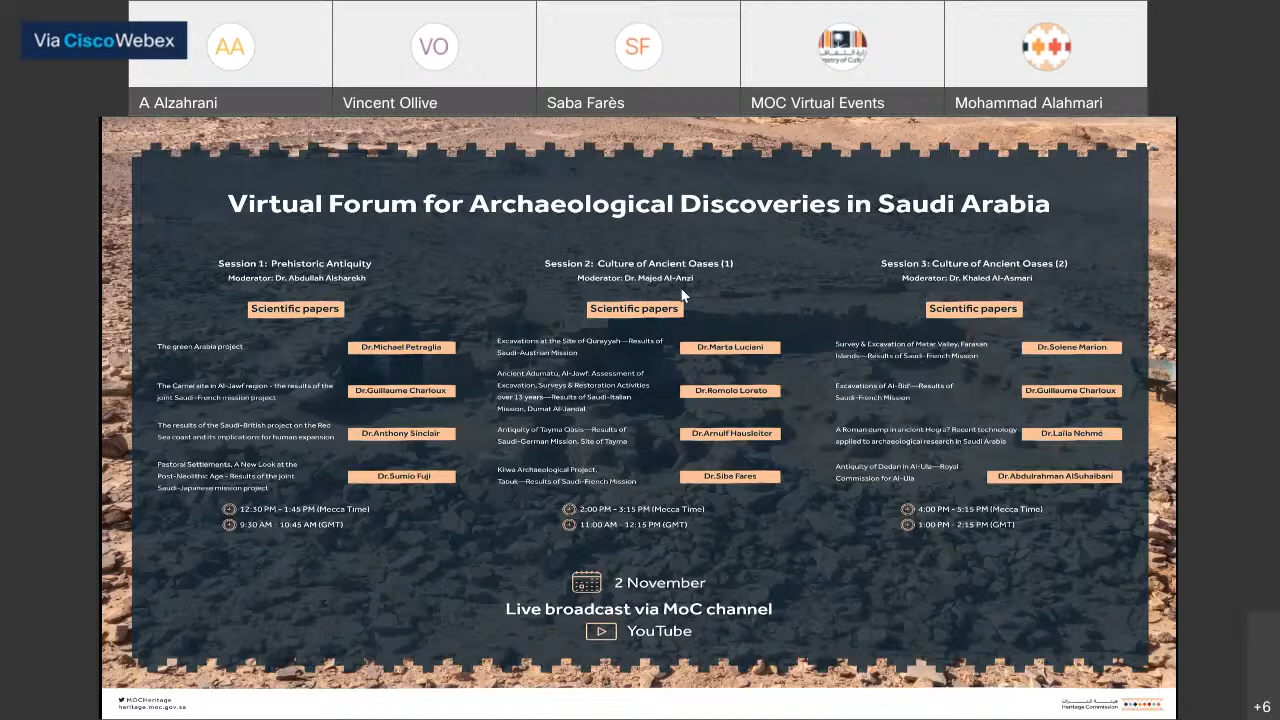 Via Cisco Webex
AA
VO
SF
A Alzahrani
Vincent Ollive
Saba Farès
MOC Virtual Events
Mohammad Alahmari
Virtual Forum for Archaeological Discoveries in Saudi Arabia
Session 1: Prehistoric Antiquity
Moderator: Dr. Abdullah Alsharekh
Scientific papers
The green Arabia project
Dr.Michael Petraglia
The Camel site in Al-Jawf region - the results of the
joint Saudi-French mission project
Dr.Guillaume Charloux
The results of the Saudi-British project on the Red
Sea coast and its implications for human expansion
Dr.Anthony Sinclair
Pastoral Settlements, A New Look at the
Post-Neolithic Age - Results of the joint
Saudi-Japanese mission project
Dr.Sumio Fuji
12:30 PM - 1:45 PM (Mecca Time)
9:30 AM - 10:45 AM (GMT)
Session 2: Culture of Ancient Oases (1)
Moderator: Dr. Majed Al-Anzi
Scientific papers
Excavations at the Site of Qurayyah—Results of
Saudi-Austrian Mission
Dr.Marta Luciani
Ancient Adumatu, Al-Jawf: Assessment of
Excavation, Surveys & Restoration Activities
over 13 years—Results of Saudi-Italian
Mission, Dumat Al-Jandal
Dr.Romolo Loreto
Antiquity of Tayma Oasis—Results of
Saudi-German Mission, Site of Tayma
Dr.Arnulf Hausleiter
Kilwa Archaeological Project,
Tabuk—Results of Saudi-French Mission
Dr.Siba Fares
2:00 PM - 3:15 PM (Mecca Time)
11:00 AM - 12:15 PM (GMT)
Session 3: Culture of Ancient Oases (2)
Moderator: Dr. Khaled Al-Asmari
Scientific papers
Survey & Excavation of Matar Valley, Farasan
Islands—Results of Saudi-French Mission
Dr.Solene Marion
Excavations of Al-Bid'—Results of
Saudi-French Mission
Dr.Guillaume Charloux
A Roman dump in ancient Hegra? Recent technology
applied to archaeological research in Saudi Arabia
Dr.Laïla Nehmé
Antiquity of Dedan in Al-Ula—Royal
Commission for Al-Ula
Dr.Abdulrahman AlSuhaibani
4:00 PM - 5:15 PM (Mecca Time)
1:00 PM - 2:15 PM (GMT)
2 November
Live broadcast via MoC channel
YouTube
MOCHeritage
heritage.moc.gov.sa
هيئة التراث
Heritage Commission
+6